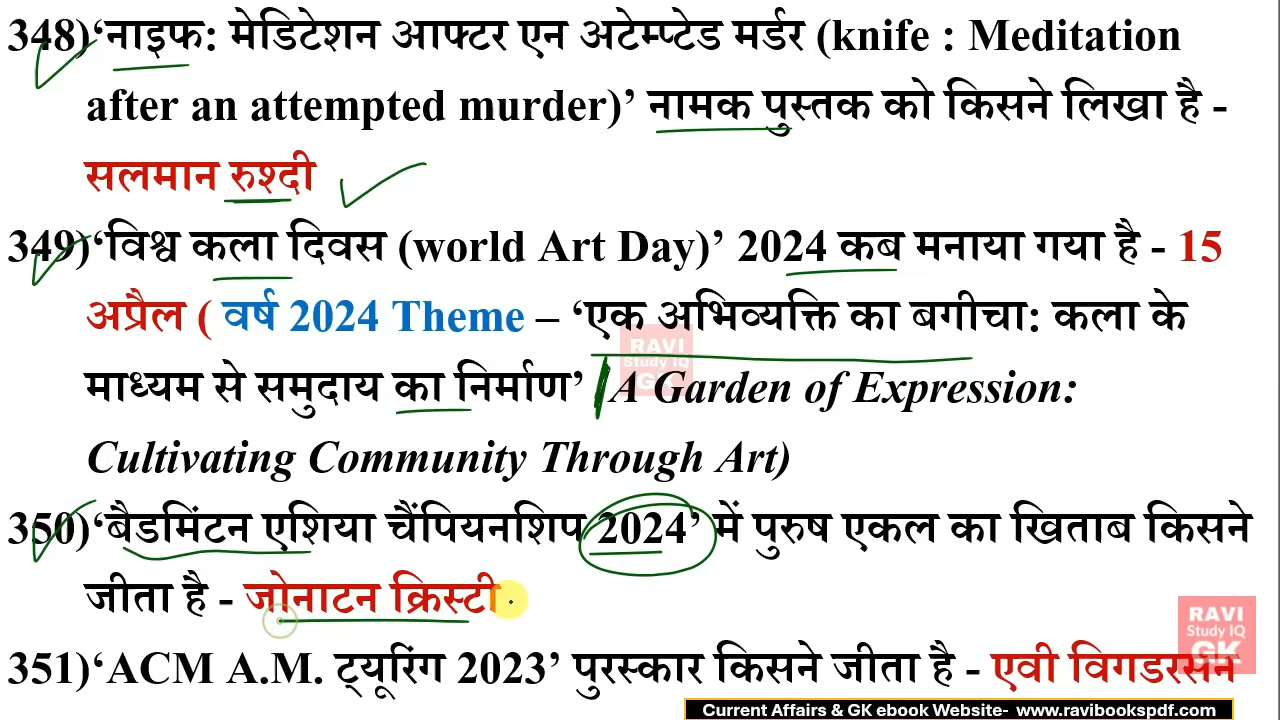 348)‘नाइफ: मेडिटेशन आफ्टर एन अटेम्प्टेड मर्डर (knife : Meditation
after an attempted murder)’ नामक पुस्तक को किसने लिखा है -
सलमान रुश्दी
349)‘विश्व कला दिवस (world Art Day)’ 2024 कब मनाया गया है - 15
अप्रैल ( वर्ष 2024 Theme – ‘एक अभिव्यक्ति का बगीचा: कला के
माध्यम से समुदाय का निर्माण’ A Garden of Expression:
Cultivating Community Through Art)
350)‘बैडमिंटन एशिया चैंपियनशिप 2024’ में पुरुष एकल का खिताब किसने
जीता है - जोनाटन क्रिस्टी
351)‘ACM A.M. ट्यूरिंग 2023’ पुरस्कार किसने जीता है - एवी विगडरसन
RAVI
Study IQ
GK
RAVI
Study IQ
GK
Current Affairs & GK ebook Website- www.ravibookspdf.com